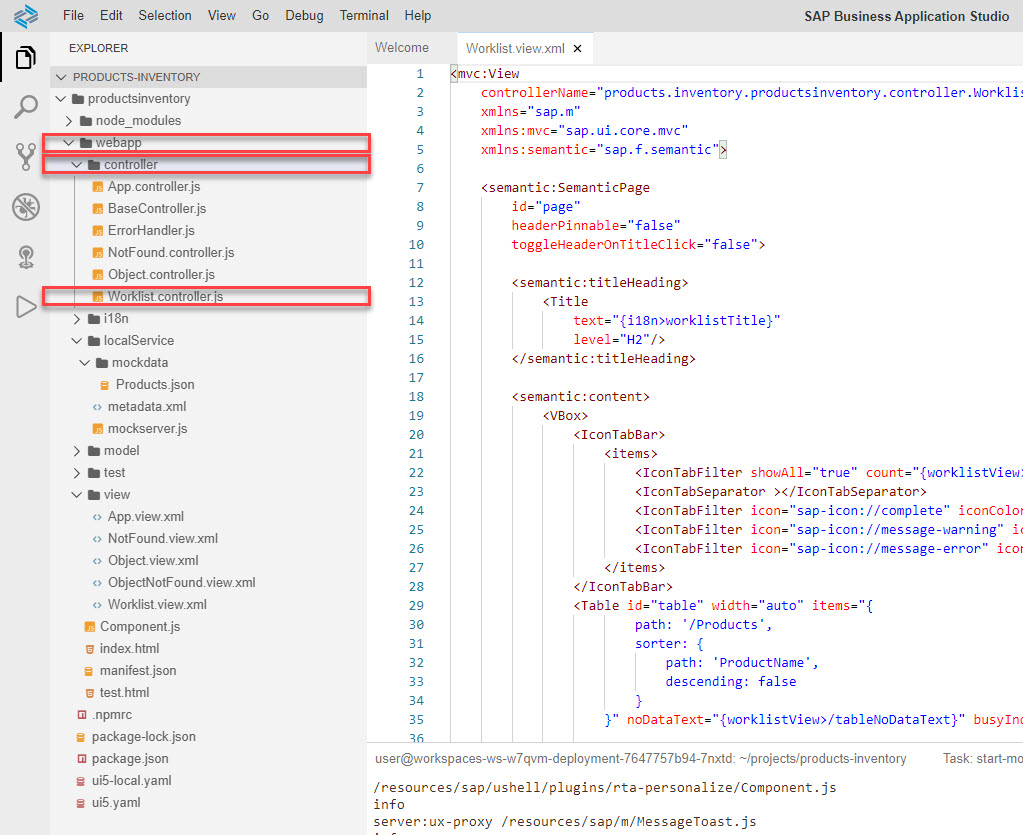 File Edit Selection View Go Debug Terminal Help SAP Business Application Studio
EXPLORER
PRODUCTS-INVENTORY
productsinventory
node_modules
webapp
controller
App.controller.js
BaseController.js
ErrorHandler.js
NotFound.controller.js
Object.controller.js
Worklist.controller.js
i18n
localService
mockdata
Products.json
metadata.xml
mockserver.js
model
test
view
App.view.xml
NotFound.view.xml
Object.view.xml
ObjectNotFound.view.xml
Worklist.view.xml
Component.js
index.html
manifest.json
test.html
.npmrc
package-lock.json
package.json
ui5-local.yaml
ui5.yaml
Welcome Worklist.view.xml ×
1 <mvc:View
2 controllerName="products.inventory.productsinventory.controller.Worklis
3 xmlns="sap.m"
4 xmlns:mvc="sap.ui.core.mvc"
5 xmlns:semantic="sap.f.semantic">
6
7 <semantic:SemanticPage
8 id="page"
9 headerPinnable="false"
10 toggleHeaderOnTitleClick="false">
11
12 <semantic:titleHeading>
13 <Title
14 text="{i18n>worklistTitle}"
15 level="H2"/>
16 </semantic:titleHeading>
17
18 <semantic:content>
19 <VBox>
20 <IconTabBar>
21 <items>
22 <IconTabFilter showAll="true" count="{worklistView>
23 <IconTabSeparator ></IconTabSeparator>
24 <IconTabFilter icon="sap-icon://complete" iconColor
25 <IconTabFilter icon="sap-icon://message-warning" ic
26 <IconTabFilter icon="sap-icon://message-error" icon
27 </items>
28 </IconTabBar>
29 <Table id="table" width="auto" items="{
30 path: '/Products',
31 sorter: {
32 path: 'ProductName',
33 descending: false
34 }
35 }" noDataText="{worklistView>/tableNoDataText}" busyInd
36
user@workspaces-ws-w7qvm-deployment-7647757b94-7nxtd: ~/projects/products-inventory Task: start-mo
/resources/sap/ushell/plugins/rta-personalize/Component.js
info
server:ux-proxy /resources/sap/m/MessageToast.js